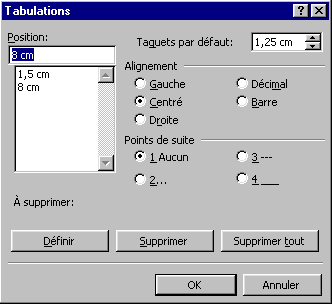 Tabulations
Position:
8 cm
1,5 cm
8 cm
Taquets par défaut:
1,25 cm
Alignement
Gauche
Décimal
Centré
Barre
Droite
Points de suite
1 Aucun
3 ---
2...
4 ___
À supprimer:
Définir
Supprimer
Supprimer tout
OK
Annuler